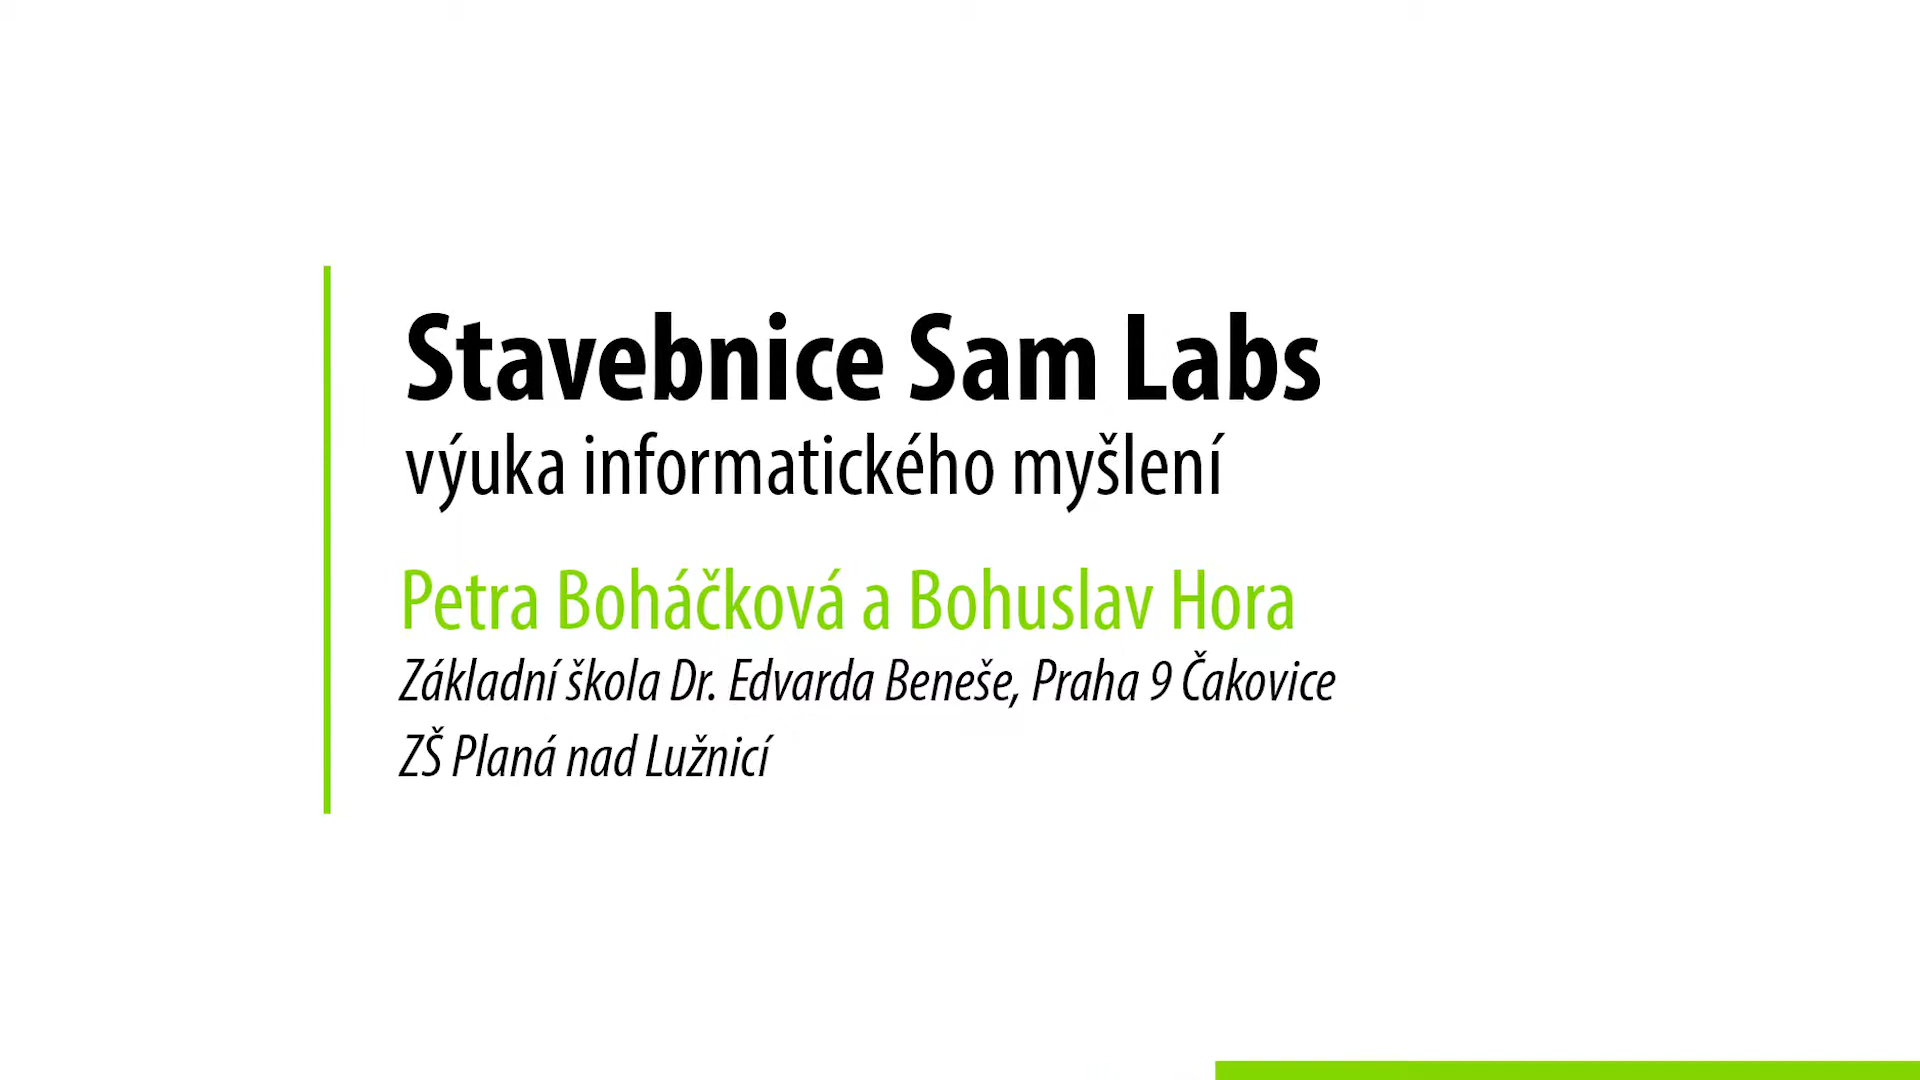 Stavebnice Sam Labs
výuka informatického myšlení
Petra Boháčková a Bohuslav Hora
Základní škola Dr. Edvarda Beneše, Praha 9 Čakovice
ZŠ Planá nad Lužnicí